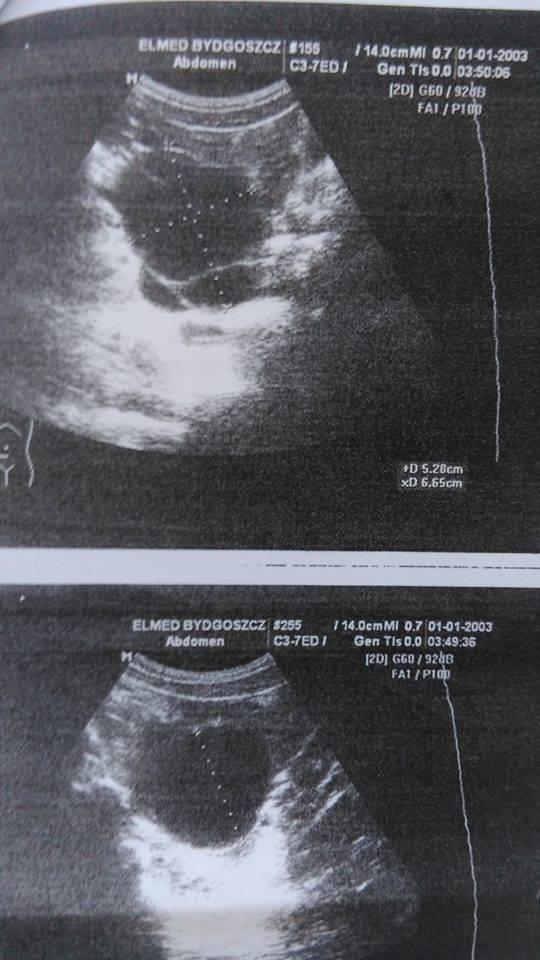 ELMED BYDGOSZCZ #155 / 14.0cm MI 0.7 01-01-2003
Abdomen C3-7ED / Gen TIs 0.0 03:50:06
[2D] G60 / 92dB
FA1 / P100
+D 5.28cm
xD 6.65cm
ELMED BYDGOSZCZ #255 / 14.0cm MI 0.7 01-01-2003
Abdomen C3-7ED / Gen TIs 0.0 03:49:36
[2D] G60 / 92dB
FA1 / P100